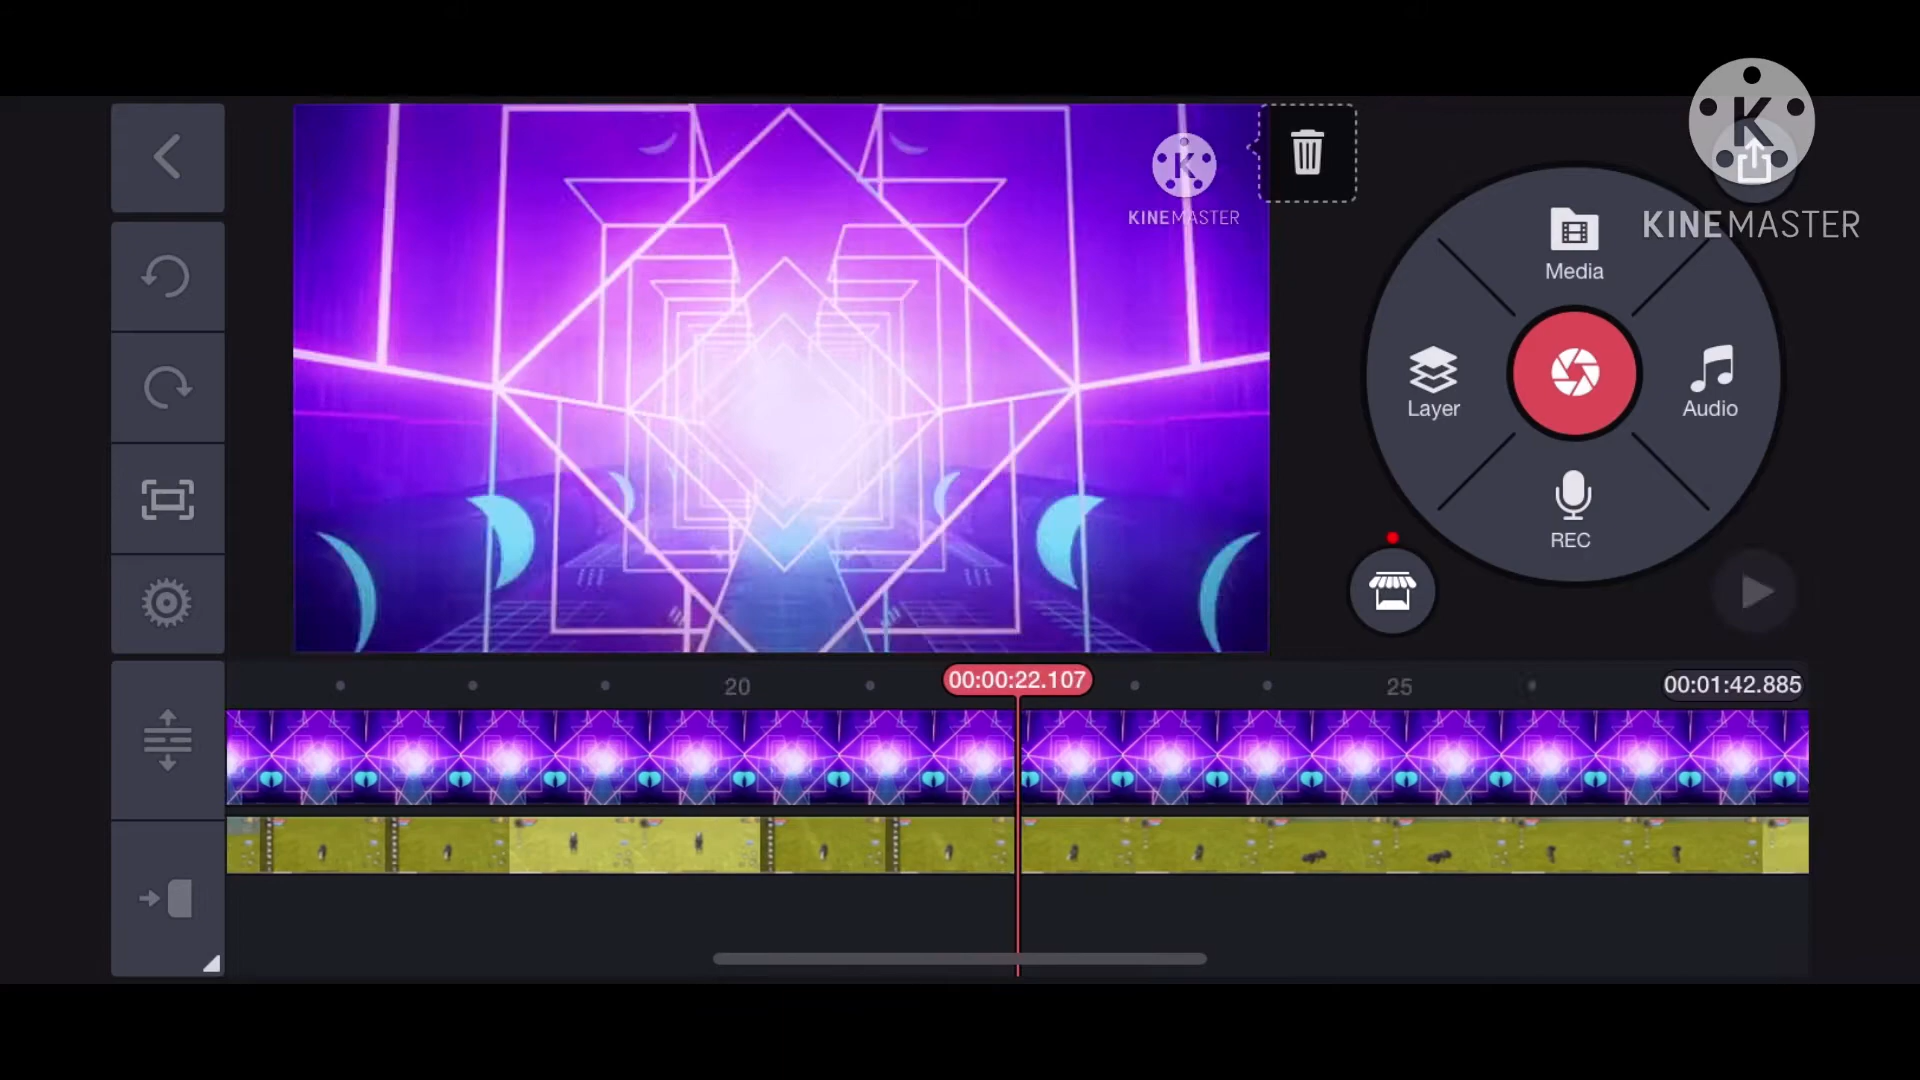 KINEMASTER
KINEMASTER
Media
Layer
Audio
REC
20
00:00:22.107
25
00:01:42.885